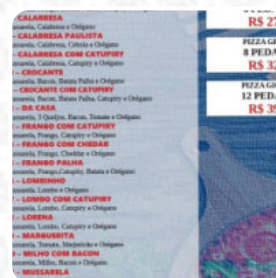 - CALABRESA
Calabresa e Orégano
- CALABRESA PAULISTA
Calabresa, Cebola e Orégano
- CALABRESA COM CATUPIRY
Calabresa, Catupiry e Orégano
- CROCANTE
Bacon, Batata Palha e Orégano
- CROCANTE COM CATUPIRY
Bacon, Batata Palha, Catupiry e Orégano
- DA CASA
3 Queijos, Bacon, Tomate e Orégano
- FRANGO COM CATUPIRY
Frango, Catupiry e Orégano
- FRANGO COM CHEDAR
Frango, Cheddar e Orégano
- FRANGO PALHA
Frango,Catupiry, Batata e Orégano
- LOMBINHO
Lombo e Orégano
- LOMBO COM CATUPIRY
Lombo, Catupiry e Orégano
- LORENA
Lombo, Catupiry e Orégano
- MARGUERITA
Tomate, Manjericão e Orégano
- MILHO COM BACON
Milho, Bacon e Orégano
- MUSSARELA
R$ 2
PIZZA
8 PEDA
R$ 3
PIZZA
12 PEDA
R$ 3